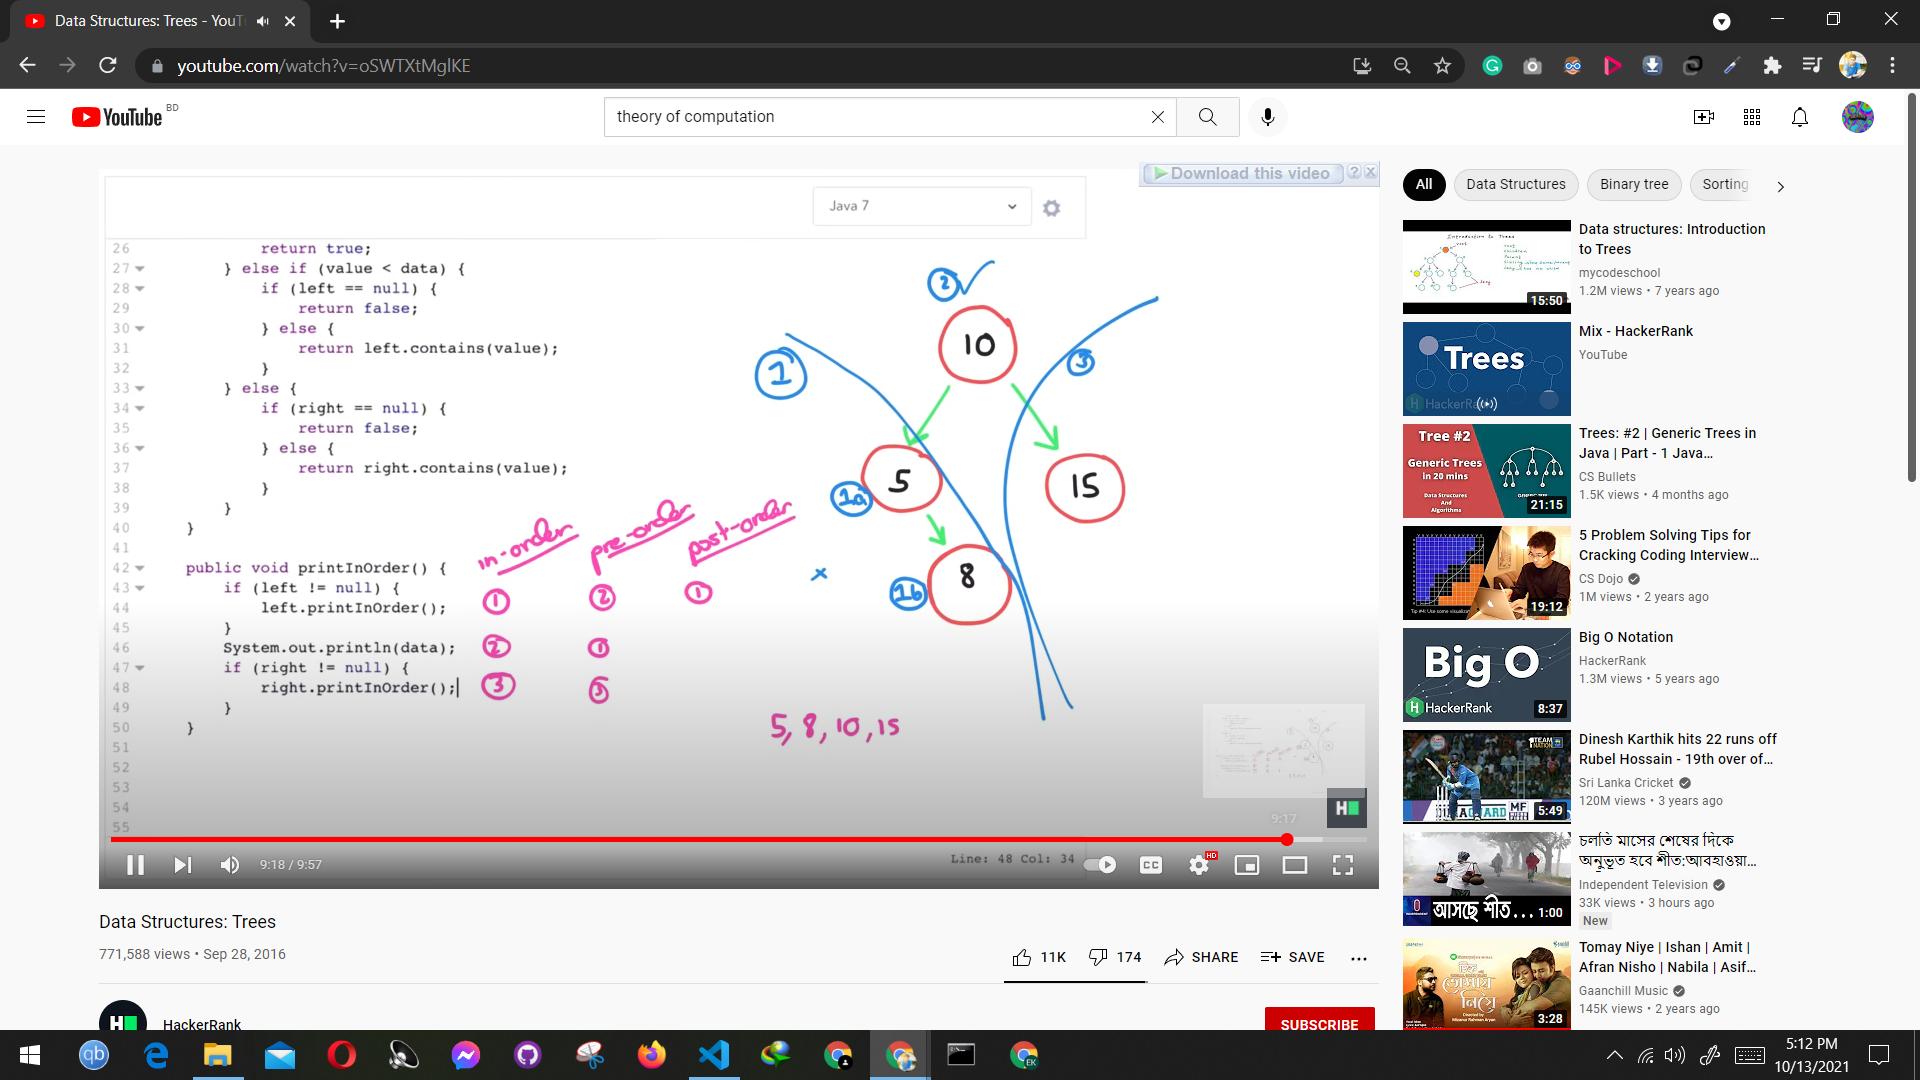 Data Structures: Trees - YouT
youtube.com/watch?v=oSWTXtMglKE
YouTube BD
theory of computation
Download this video ? X
All
Data Structures
Binary tree
Sorting
Java 7
26 return true;
27 } else if (value < data) {
28 if (left == null) {
29 return false;
30 } else {
31 return left.contains(value);
32 }
33 } else {
34 if (right == null) {
35 return false;
36 } else {
37 return right.contains(value);
38 }
39 }
40 }
41
42 public void printInOrder() {
43 if (left != null) {
44 left.printInOrder();
45 }
46 System.out.println(data);
47 if (right != null) {
48 right.printInOrder();
49 }
50 }
51
52
53
54
55
in-order
pre-order
post-order
1 2 1
2 1
3 3
2
10
1
3
5
15
1a
8
1b
x
5, 8, 10, 15
H
9:17
9:18 / 9:57
Line: 48 Col: 34
CC
HD
Data Structures: Trees
771,588 views • Sep 28, 2016
11K
174
SHARE
SAVE
H
HackerRank
SUBSCRIBE
Introduction to Trees
15:50
Data structures: Introduction
to Trees
mycodeschool
1.2M views • 7 years ago
Trees
Mix - HackerRank
YouTube
Tree #2
Generic Trees
in 20 mins
Data Structures
And
Algorithms
21:15
Trees: #2 | Generic Trees in
Java | Part - 1 Java...
CS Bullets
1.5K views • 4 months ago
19:12
5 Problem Solving Tips for
Cracking Coding Interview...
CS Dojo
1M views • 2 years ago
Big O
H HackerRank
8:37
Big O Notation
HackerRank
1.3M views • 5 years ago
5:49
Dinesh Karthik hits 22 runs off
Rubel Hossain - 19th over of...
Sri Lanka Cricket
120M views • 3 years ago
আসছে শীত...
1:00
চলতি মাসের শেষের দিকে
অনুভূত হবে শীত:আবহাওয়া...
Independent Television
33K views • 3 hours ago
New
তোমায়
নিয়ে
3:28
Tomay Niye | Ishan | Amit |
Afran Nisho | Nabila | Asif...
Gaanchill Music
145K views • 2 years ago
qb
EK
5:12 PM
10/13/2021